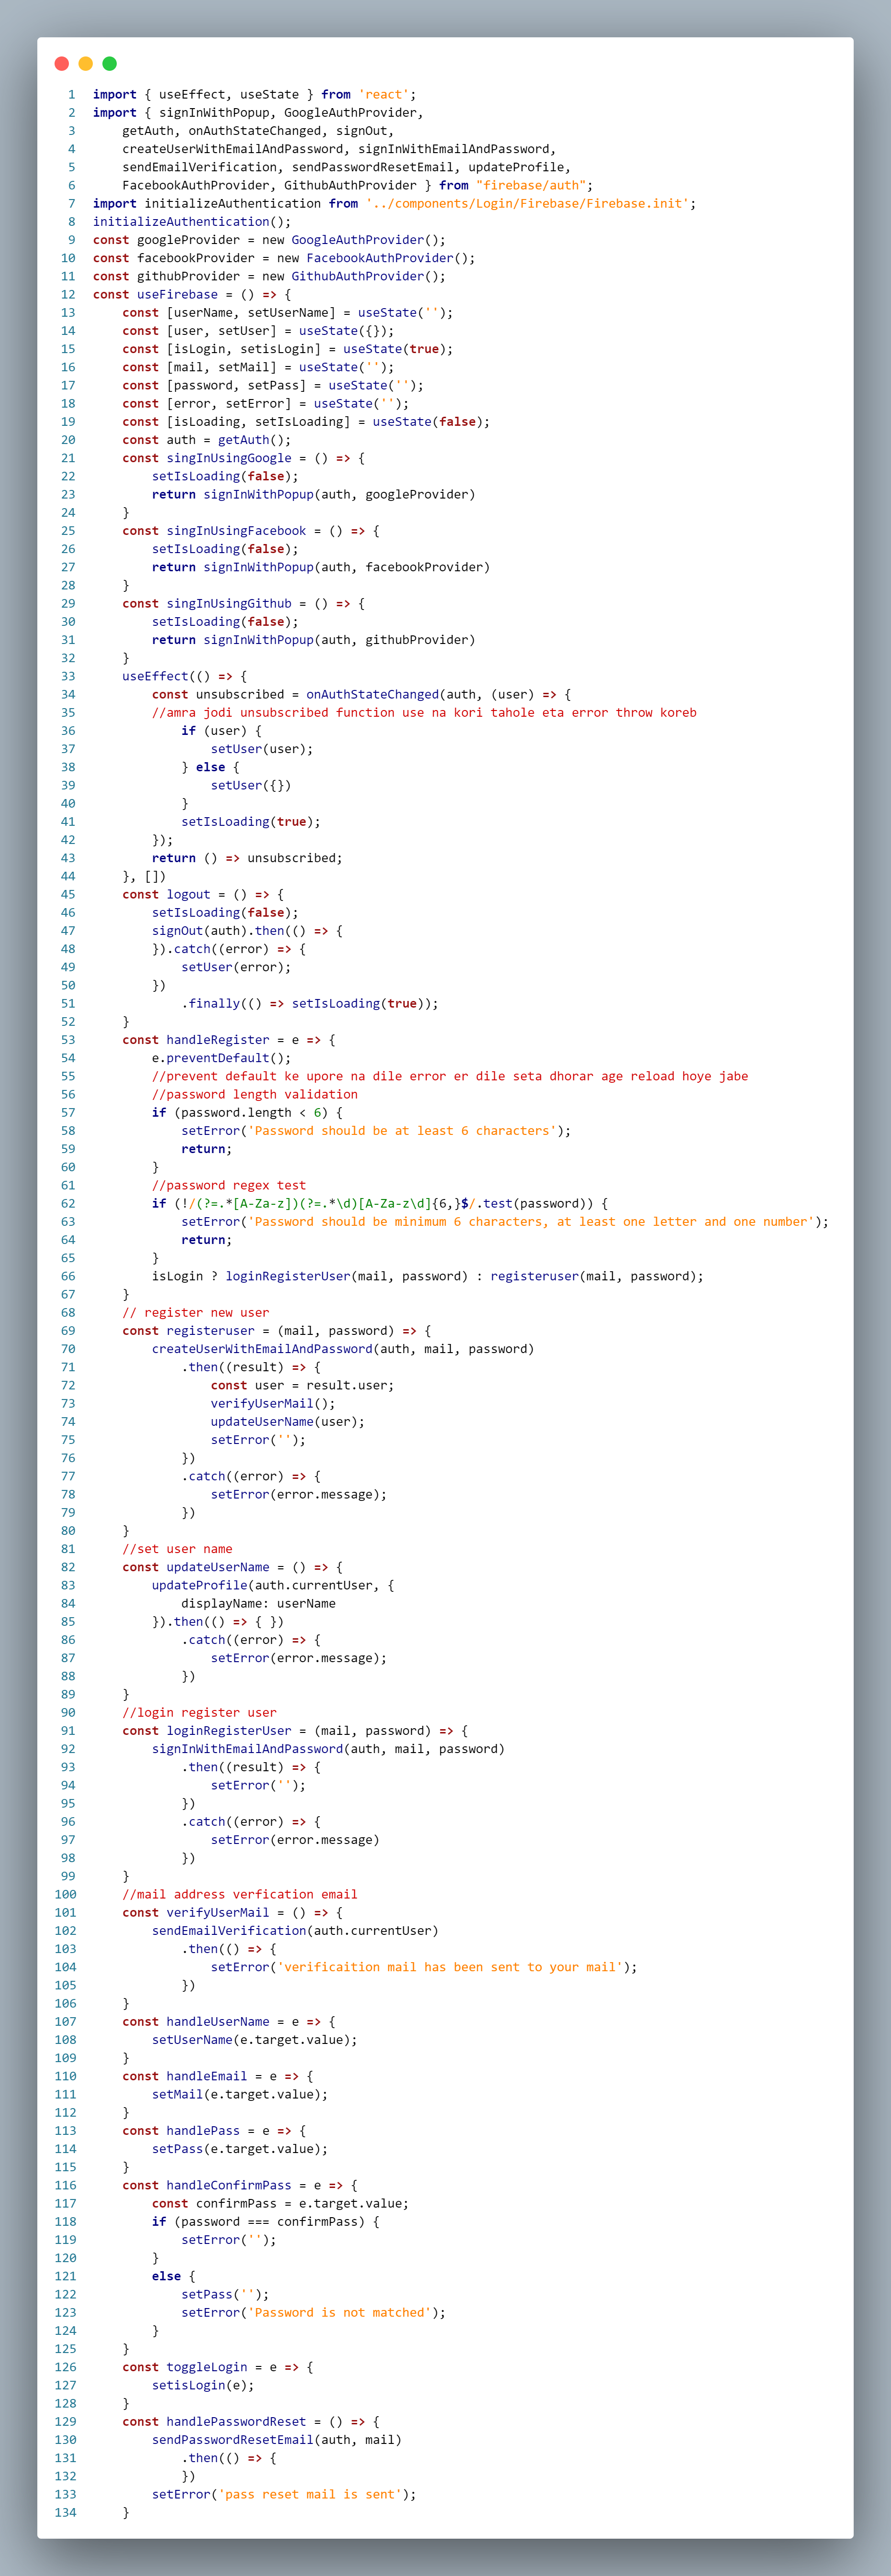 1 import { useEffect, useState } from 'react';
2 import { signInWithPopup, GoogleAuthProvider,
3     getAuth, onAuthStateChanged, signOut,
4     createUserWithEmailAndPassword, signInWithEmailAndPassword,
5     sendEmailVerification, sendPasswordResetEmail, updateProfile,
6     FacebookAuthProvider, GithubAuthProvider } from "firebase/auth";
7 import initializeAuthentication from '../components/Login/Firebase/Firebase.init';
8 initializeAuthentication();
9 const googleProvider = new GoogleAuthProvider();
10 const facebookProvider = new FacebookAuthProvider();
11 const githubProvider = new GithubAuthProvider();
12 const useFirebase = () => {
13     const [userName, setUserName] = useState('');
14     const [user, setUser] = useState({});
15     const [isLogin, setisLogin] = useState(true);
16     const [mail, setMail] = useState('');
17     const [password, setPass] = useState('');
18     const [error, setError] = useState('');
19     const [isLoading, setIsLoading] = useState(false);
20     const auth = getAuth();
21     const singInUsingGoogle = () => {
22         setIsLoading(false);
23         return signInWithPopup(auth, googleProvider)
24     }
25     const singInUsingFacebook = () => {
26         setIsLoading(false);
27         return signInWithPopup(auth, facebookProvider)
28     }
29     const singInUsingGithub = () => {
30         setIsLoading(false);
31         return signInWithPopup(auth, githubProvider)
32     }
33     useEffect(() => {
34         const unsubscribed = onAuthStateChanged(auth, (user) => {
35         //amra jodi unsubscribed function use na kori tahole eta error throw koreb
36             if (user) {
37                 setUser(user);
38             } else {
39                 setUser({})
40             }
41             setIsLoading(true);
42         });
43         return () => unsubscribed;
44     }, [])
45     const logout = () => {
46         setIsLoading(false);
47         signOut(auth).then(() => {
48         }).catch((error) => {
49             setUser(error);
50         })
51             .finally(() => setIsLoading(true));
52     }
53     const handleRegister = e => {
54         e.preventDefault();
55         //prevent default ke upore na dile error er dile seta dhorar age reload hoye jabe
56         //password length validation
57         if (password.length < 6) {
58             setError('Password should be at least 6 characters');
59             return;
60         }
61         //password regex test
62         if (!/(?=.*[A-Za-z])(?=.*\d)[A-Za-z\d]{6,}$/.test(password)) {
63             setError('Password should be minimum 6 characters, at least one letter and one number');
64             return;
65         }
66         isLogin ? loginRegisterUser(mail, password) : registeruser(mail, password);
67     }
68     // register new user
69     const registeruser = (mail, password) => {
70         createUserWithEmailAndPassword(auth, mail, password)
71             .then((result) => {
72                 const user = result.user;
73                 verifyUserMail();
74                 updateUserName(user);
75                 setError('');
76             })
77             .catch((error) => {
78                 setError(error.message);
79             })
80     }
81     //set user name
82     const updateUserName = () => {
83         updateProfile(auth.currentUser, {
84             displayName: userName
85         }).then(() => { })
86             .catch((error) => {
87                 setError(error.message);
88             })
89     }
90     //login register user
91     const loginRegisterUser = (mail, password) => {
92         signInWithEmailAndPassword(auth, mail, password)
93             .then((result) => {
94                 setError('');
95             })
96             .catch((error) => {
97                 setError(error.message)
98             })
99     }
100     //mail address verfication email
101     const verifyUserMail = () => {
102         sendEmailVerification(auth.currentUser)
103             .then(() => {
104                 setError('verificaition mail has been sent to your mail');
105             })
106     }
107     const handleUserName = e => {
108         setUserName(e.target.value);
109     }
110     const handleEmail = e => {
111         setMail(e.target.value);
112     }
113     const handlePass = e => {
114         setPass(e.target.value);
115     }
116     const handleConfirmPass = e => {
117         const confirmPass = e.target.value;
118         if (password === confirmPass) {
119             setError('');
120         }
121         else {
122             setPass('');
123             setError('Password is not matched');
124         }
125     }
126     const toggleLogin = e => {
127         setisLogin(e);
128     }
129     const handlePasswordReset = () => {
130         sendPasswordResetEmail(auth, mail)
131             .then(() => {
132             })
133         setError('pass reset mail is sent');
134     }